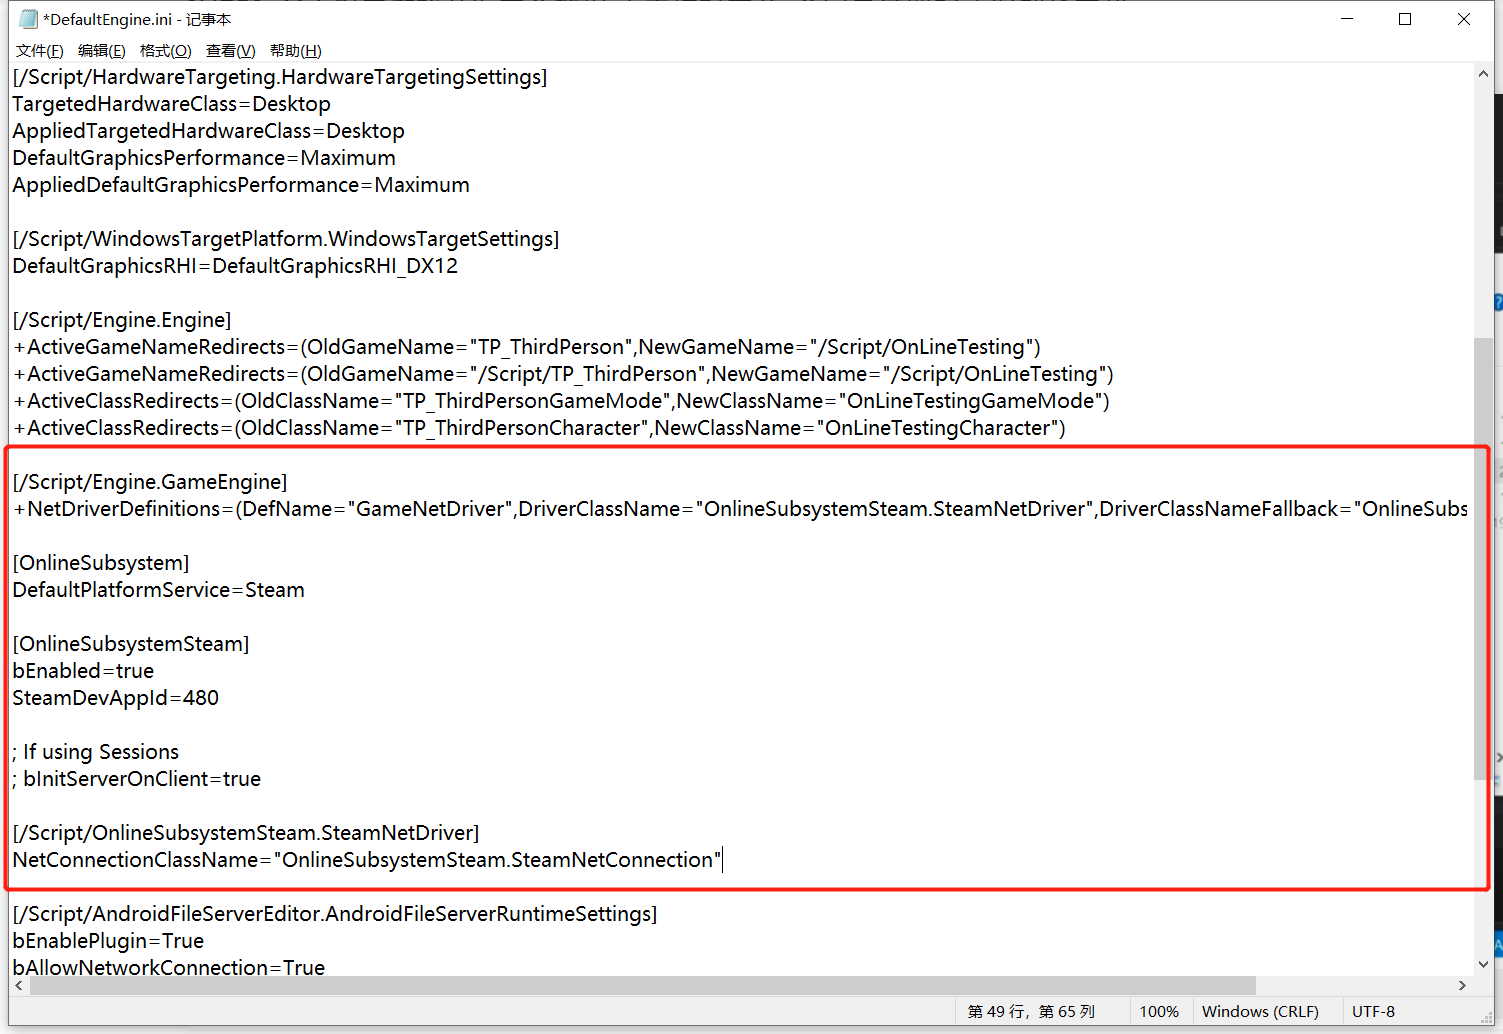 *DefaultEngine.ini - 记事本
文件(F) 编辑(E) 格式(O) 查看(V) 帮助(H)
[/Script/HardwareTargeting.HardwareTargetingSettings]
TargetedHardwareClass=Desktop
AppliedTargetedHardwareClass=Desktop
DefaultGraphicsPerformance=Maximum
AppliedDefaultGraphicsPerformance=Maximum
[/Script/WindowsTargetPlatform.WindowsTargetSettings]
DefaultGraphicsRHI=DefaultGraphicsRHI_DX12
[/Script/Engine.Engine]
+ActiveGameNameRedirects=(OldGameName="TP_ThirdPerson",NewGameName="/Script/OnLineTesting")
+ActiveGameNameRedirects=(OldGameName="/Script/TP_ThirdPerson",NewGameName="/Script/OnLineTesting")
+ActiveClassRedirects=(OldClassName="TP_ThirdPersonGameMode",NewClassName="OnLineTestingGameMode")
+ActiveClassRedirects=(OldClassName="TP_ThirdPersonCharacter",NewClassName="OnLineTestingCharacter")
[/Script/Engine.GameEngine]
+NetDriverDefinitions=(DefName="GameNetDriver",DriverClassName="OnlineSubsystemSteam.SteamNetDriver",DriverClassNameFallback="OnlineSubs
[OnlineSubsystem]
DefaultPlatformService=Steam
[OnlineSubsystemSteam]
bEnabled=true
SteamDevAppId=480
; If using Sessions
; bInitServerOnClient=true
[/Script/OnlineSubsystemSteam.SteamNetDriver]
NetConnectionClassName="OnlineSubsystemSteam.SteamNetConnection"
[/Script/AndroidFileServerEditor.AndroidFileServerRuntimeSettings]
bEnablePlugin=True
bAllowNetworkConnection=True
第 49 行，第 65 列 100% Windows (CRLF) UTF-8